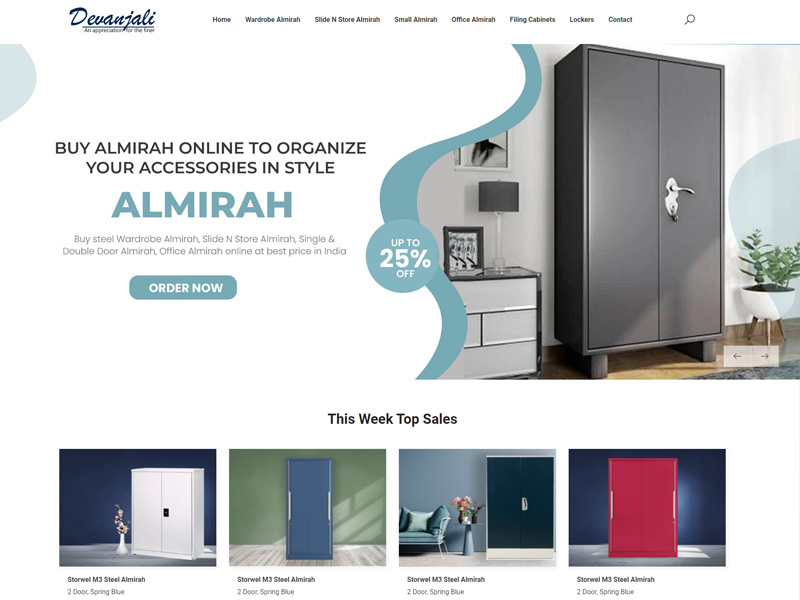 Devanjali
An appreciation for the finer
Home Wardrobe Almirah Slide N Store Almirah Small Almirah Office Almirah Filing Cabinets Lockers Contact
BUY ALMIRAH ONLINE TO ORGANIZE
YOUR ACCESSORIES IN STYLE
ALMIRAH
Buy steel Wardrobe Almirah, Slide N Store Almirah, Single &
Double Door Almirah, Office Almirah online at best price in India
ORDER NOW
UP TO
25%
OFF
This Week Top Sales
Storwel M3 Steel Almirah
2 Door, Spring Blue
Storwel M3 Steel Almirah
2 Door, Spring Blue
Storwel M3 Steel Almirah
2 Door, Spring Blue
Storwel M3 Steel Almirah
2 Door, Spring Blue